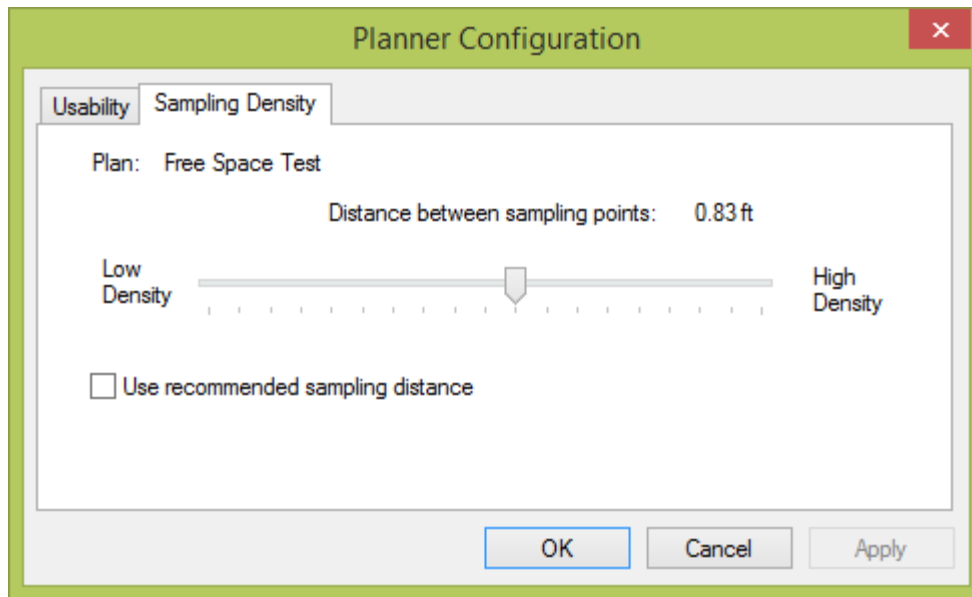 Planner Configuration
Usability
Sampling Density
Plan: Free Space Test
Distance between sampling points: 0.83 ft
Low
Density
High
Density
Use recommended sampling distance
OK
Cancel
Apply